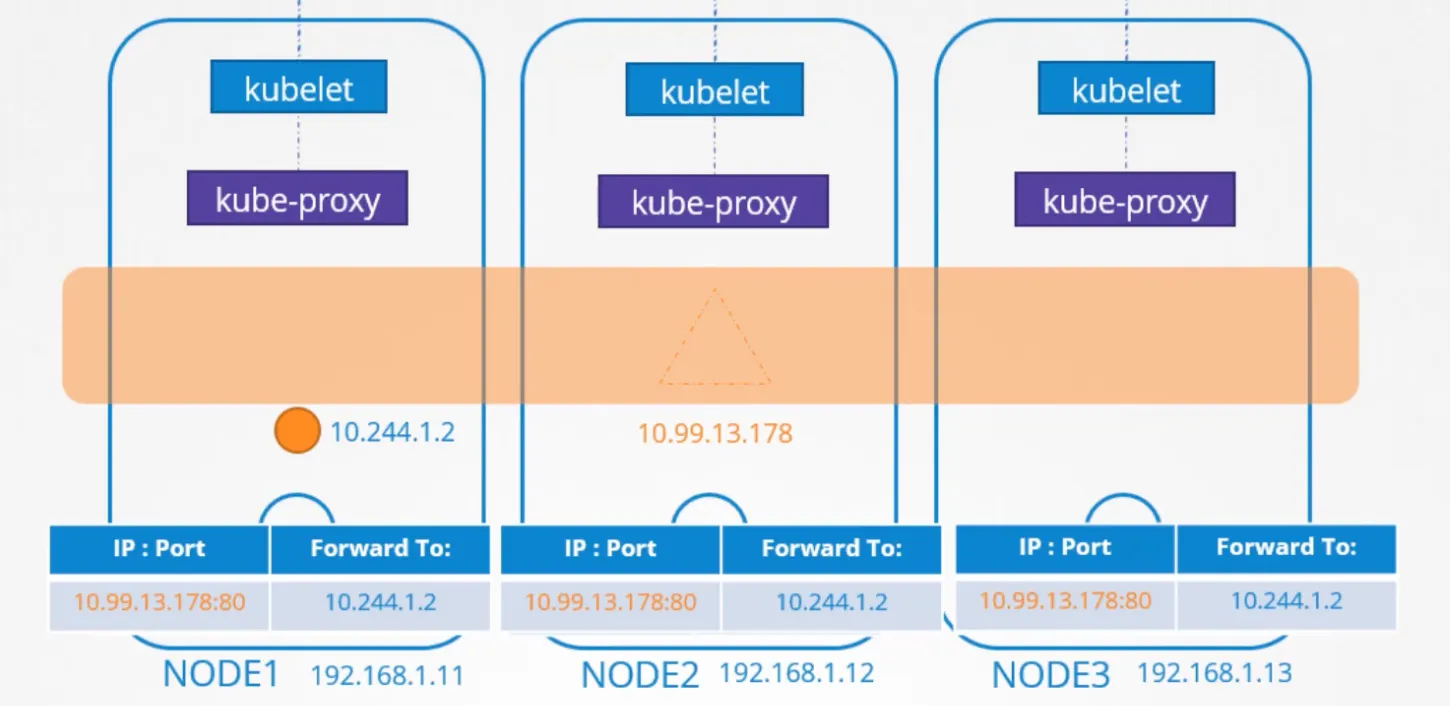 kubelet
kubelet
kubelet
kube-proxy
kube-proxy
kube-proxy
10.244.1.2
10.99.13.178
IP : Port Forward To:
10.99.13.178:80 10.244.1.2
IP : Port Forward To:
10.99.13.178:80 10.244.1.2
IP : Port Forward To:
10.99.13.178:80 10.244.1.2
NODE1 192.168.1.11
NODE2 192.168.1.12
NODE3 192.168.1.13